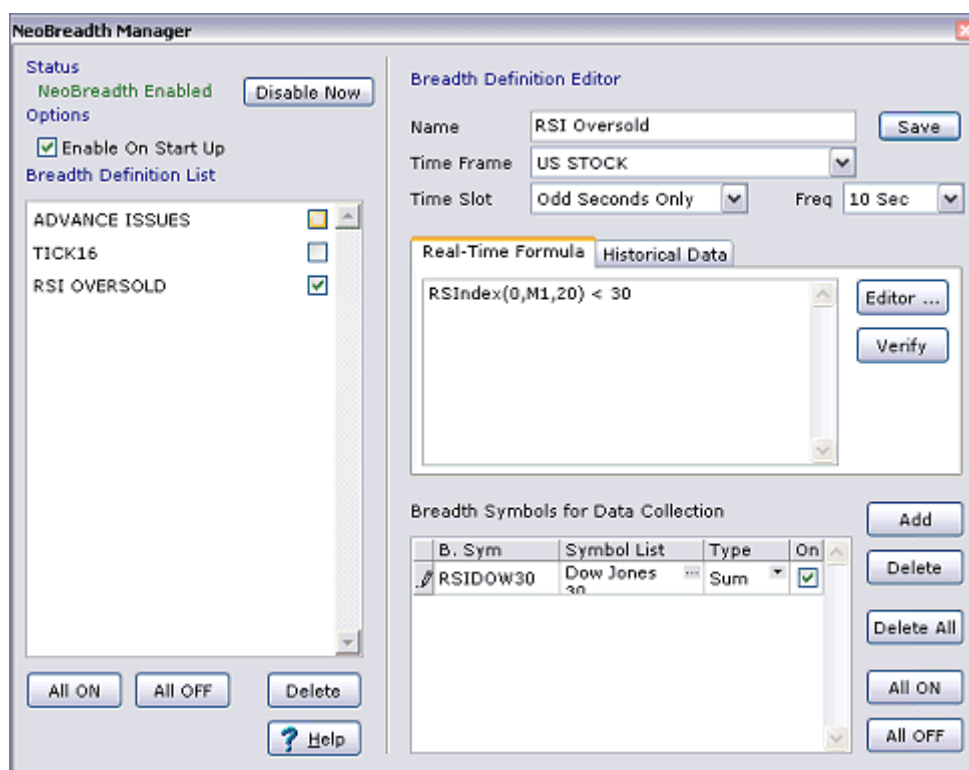 NeoBreadth Manager
Status
NeoBreadth Enabled
Disable Now
Options
Enable On Start Up
Breadth Definition List
ADVANCE ISSUES
TICK16
RSI OVERSOLD
All ON
All OFF
Delete
? Help
Breadth Definition Editor
Name
RSI Oversold
Save
Time Frame
US STOCK
Time Slot
Odd Seconds Only
Freq
10 Sec
Real-Time Formula
Historical Data
RSIndex(0,M1,20) < 30
Editor ...
Verify
Breadth Symbols for Data Collection
B. Sym
Symbol List
Type
On
RSIDOW30
Dow Jones
30
...
Sum
Add
Delete
Delete All
All ON
All OFF